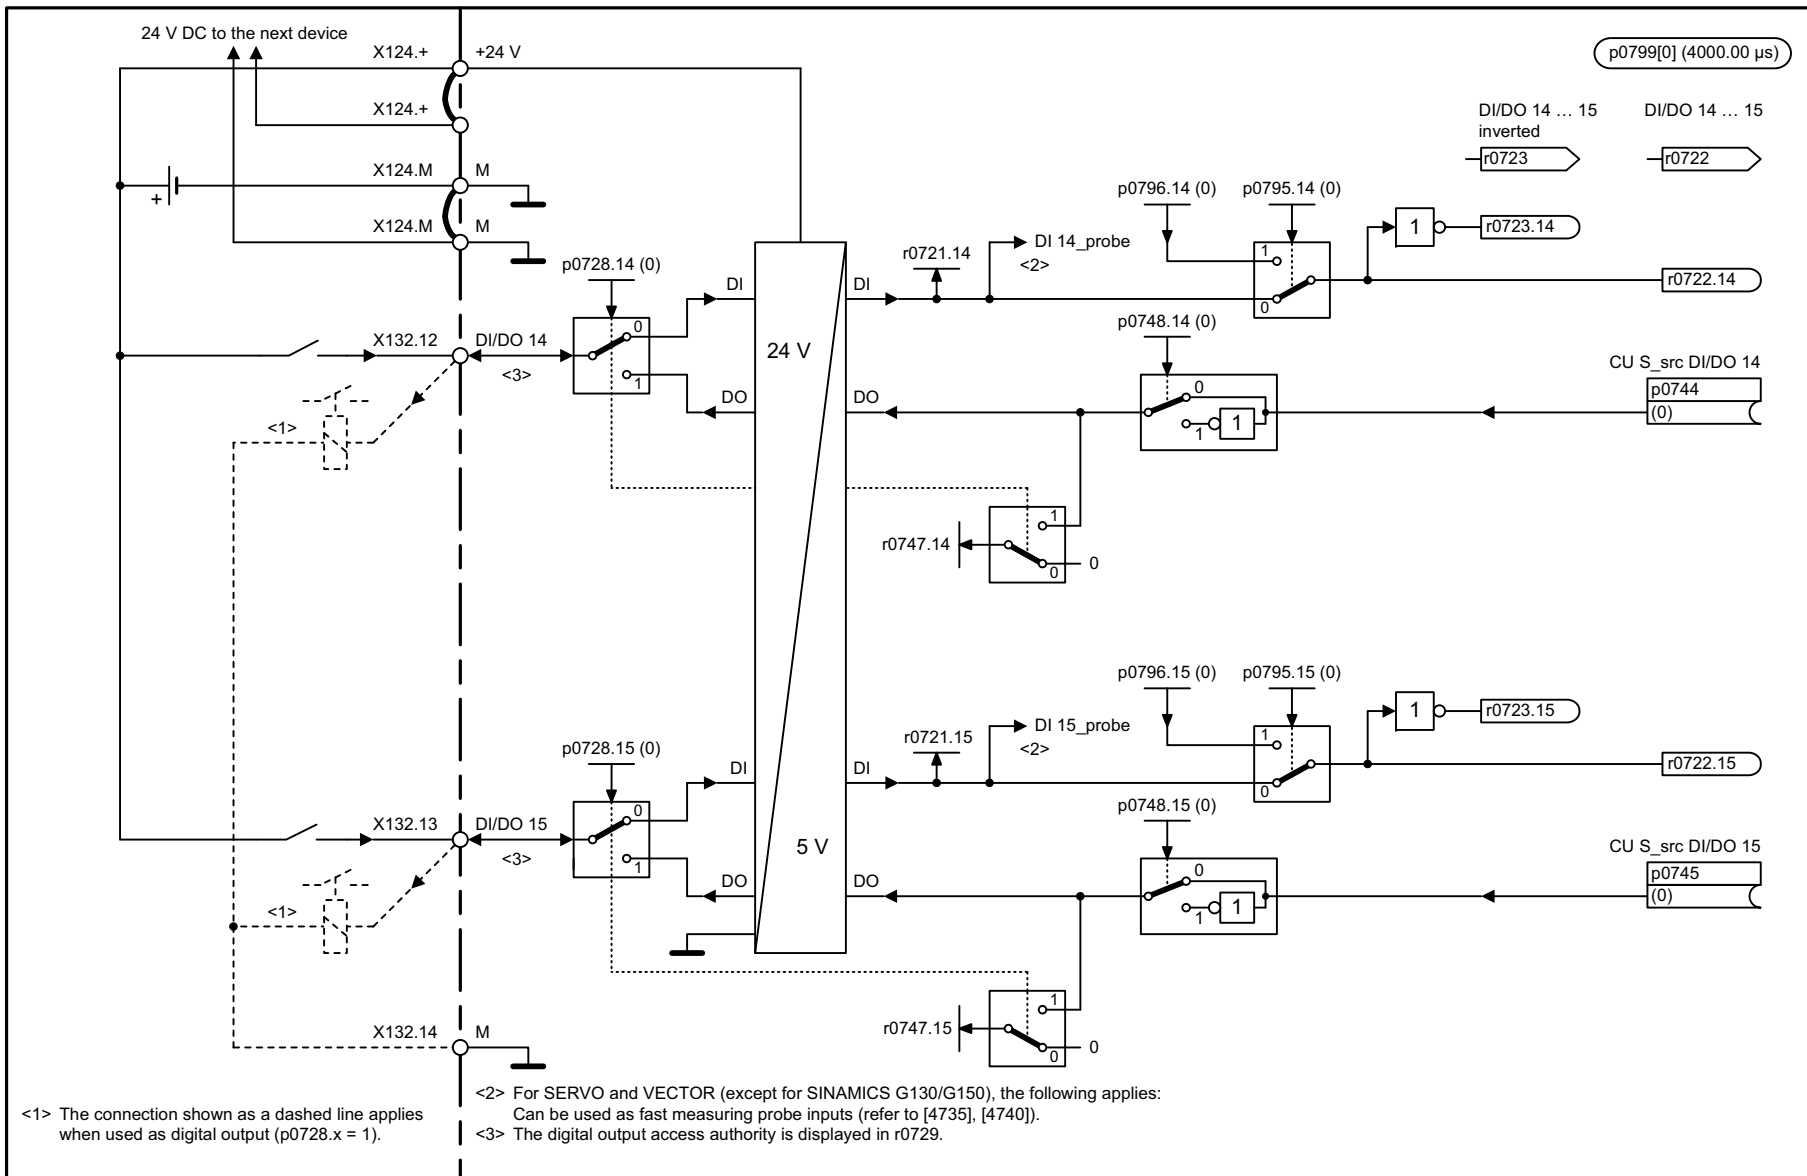 24 V DC to the next device
X124.+
+24 V
p0799[0] (4000.00 µs)
X124.+
DI/DO 14 … 15
inverted
r0723
DI/DO 14 … 15
r0722
X124.M
M
+
X124.M
M
p0796.14 (0)
p0795.14 (0)
1
r0723.14
r0721.14
DI 14_probe
<2>
1
0
r0722.14
p0728.14 (0)
DI
DI
0
1
p0748.14 (0)
24 V
X132.12
DI/DO 14
<3>
CU S_src DI/DO 14
p0744
(0)
DO
DO
0
1
1
<1>
r0747.14
1
0
0
p0796.15 (0)
p0795.15 (0)
1
r0723.15
r0721.15
DI 15_probe
<2>
1
0
r0722.15
p0728.15 (0)
DI
DI
0
1
p0748.15 (0)
5 V
X132.13
DI/DO 15
<3>
CU S_src DI/DO 15
p0745
(0)
DO
DO
0
1
1
<1>
r0747.15
1
0
0
X132.14
M
<1> The connection shown as a dashed line applies
when used as digital output (p0728.x = 1).
<2> For SERVO and VECTOR (except for SINAMICS G130/G150), the following applies:
Can be used as fast measuring probe inputs (refer to [4735], [4740]).
<3> The digital output access authority is displayed in r0729.